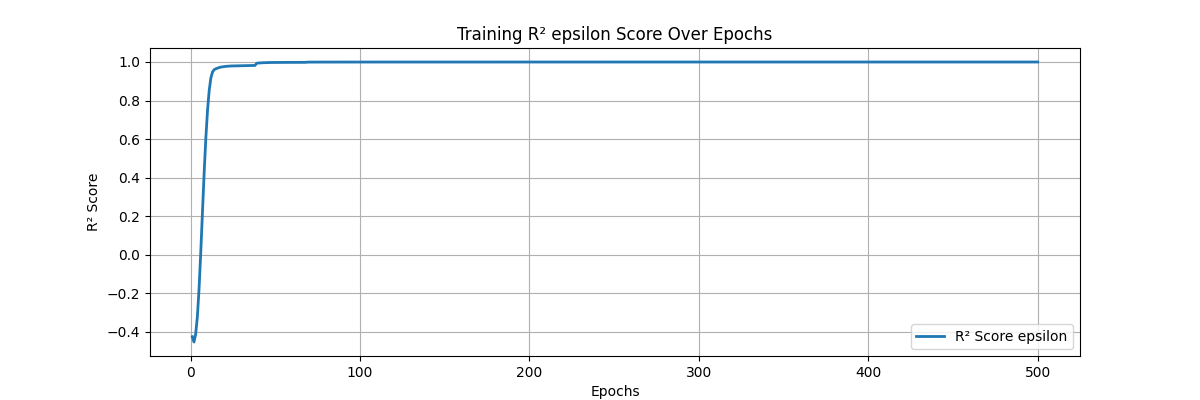 Training R² epsilon Score Over Epochs
R² Score
1.0
0.8
0.6
0.4
0.2
0.0
−0.2
−0.4
R² Score epsilon
0 100 200 300 400 500
Epochs